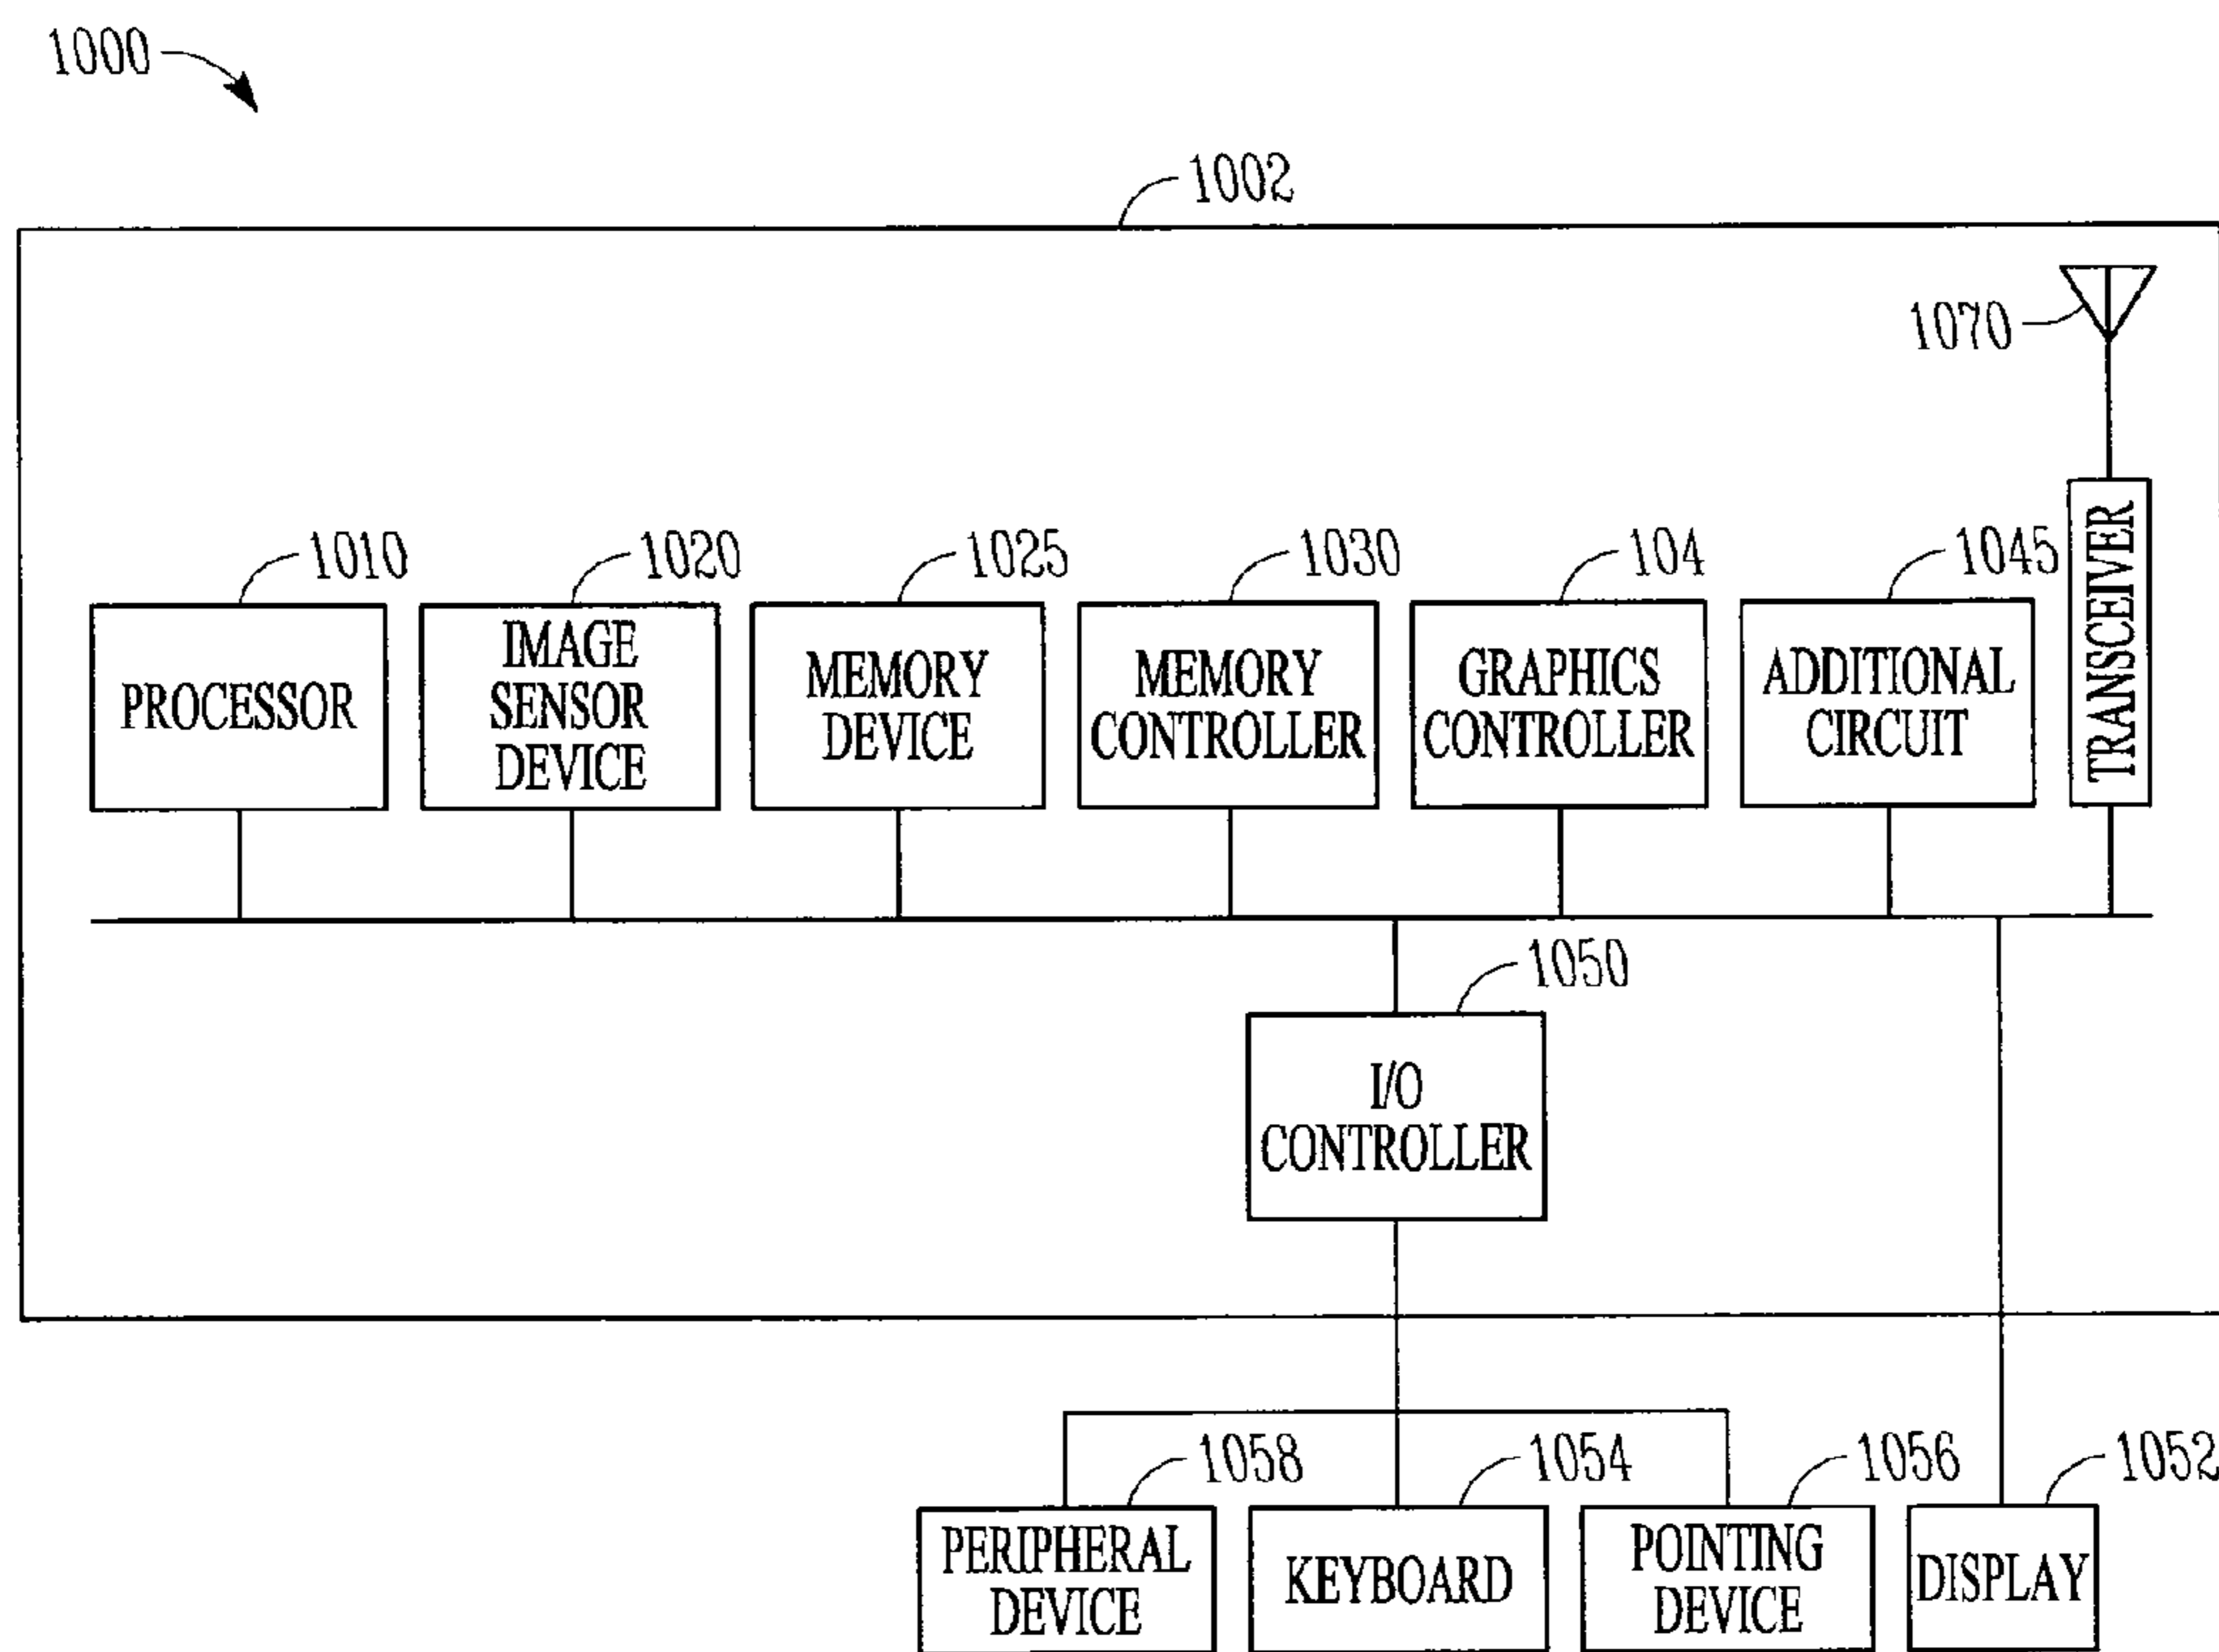 1000
1002
1070
1010
1020
1025
1030
104
1045
PROCESSOR
IMAGE
SENSOR
DEVICE
MEMORY
DEVICE
MEMORY
CONTROLLER
GRAPHICS
CONTROLLER
ADDITIONAL
CIRCUIT
TRANSCEIVER
1050
I/O
CONTROLLER
1058
1054
1056
1052
PERIPHERAL
DEVICE
KEYBOARD
POINTING
DEVICE
DISPLAY